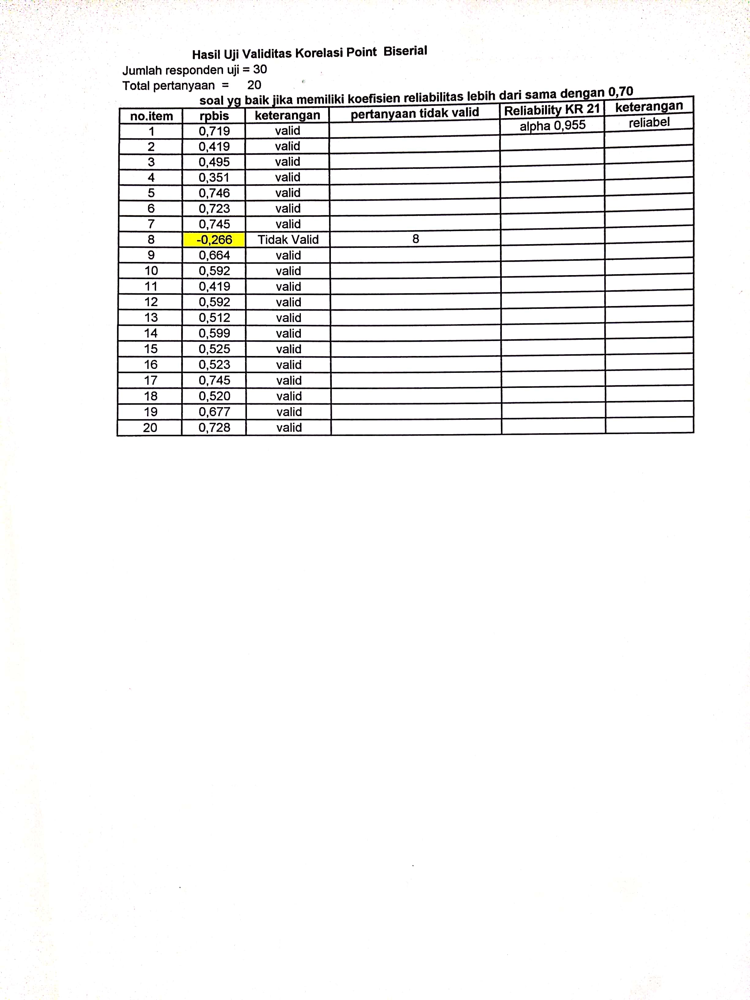 Hasil Uji Validitas Korelasi Point Biserial
Jumlah responden uji = 30
Total pertanyaan = 20
soal yg baik jika memiliki koefisien reliabilitas lebih dari sama dengan 0,70
no.item rpbis keterangan pertanyaan tidak valid Reliability KR 21 keterangan
1 0,719 valid alpha 0,955 reliabel
2 0,419 valid
3 0,495 valid
4 0,351 valid
5 0,746 valid
6 0,723 valid
7 0,745 valid
8 -0,266 Tidak Valid 8
9 0,664 valid
10 0,592 valid
11 0,419 valid
12 0,592 valid
13 0,512 valid
14 0,599 valid
15 0,525 valid
16 0,523 valid
17 0,745 valid
18 0,520 valid
19 0,677 valid
20 0,728 valid